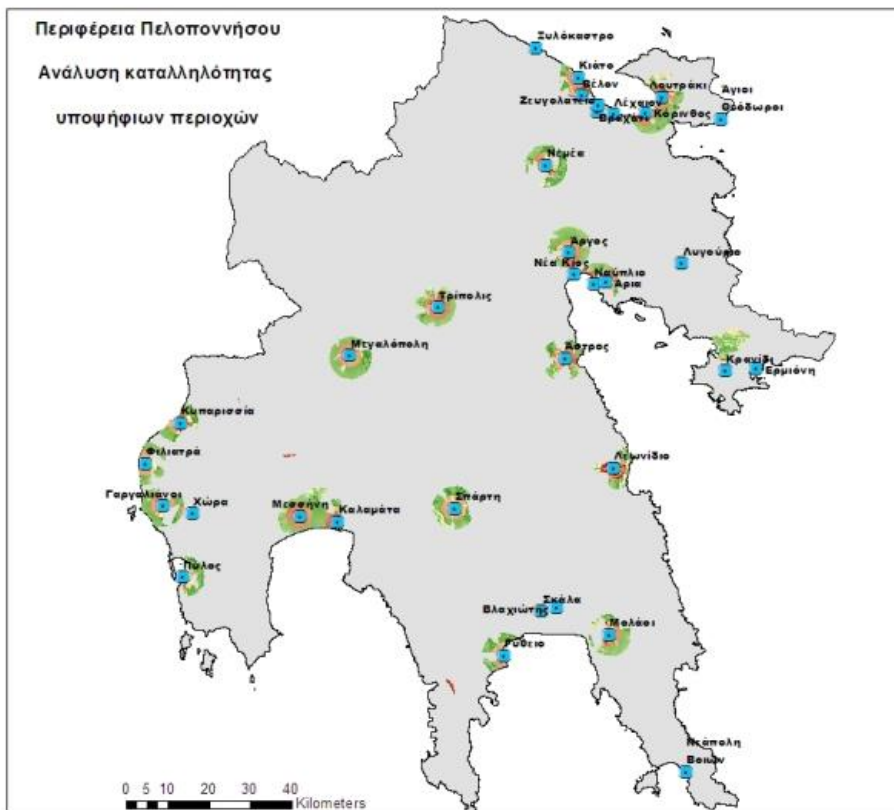 Περιφέρεια Πελοποννήσου
Ανάλυση καταλληλότητας
υποψήφιων περιοχών
Ξυλόκαστρο
Κιάτο
Βέλον
Ζευγολατειό
Λέχαιον
Βραχάτι
Λουτράκι
Κόρινθος
Άγιοι
Θεόδωροι
Νεμέα
Άργος
Νέα Κίος
Ναύπλιο
Άρια
Λυγούριο
Τρίπολις
Μεγαλόπολη
Άστρος
Κρανίδι
Ερμιόνη
Κυπαρισσία
Φιλιατρά
Λεωνίδιο
Γαργαλιάνοι
Χώρα
Μεσσήνη
Καλαμάτα
Σπάρτη
Πύλος
Σκάλα
Βλαχιώτης
Μολάοι
Γύθειο
Νεάπολη
Βοιών
0 5 10 20 30 40
Kilometers